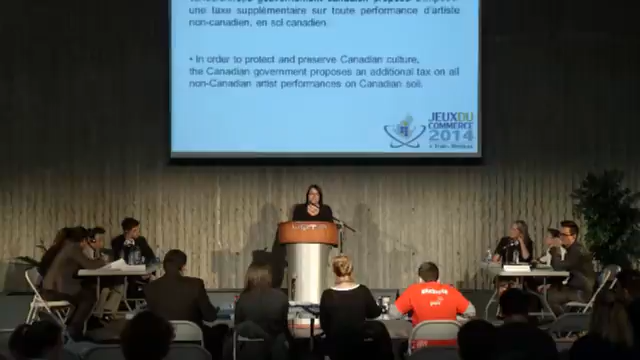 une taxe supplémentaire sur toute performance d'artiste
non-canadien, en sol canadien.
• In order to protect and preserve Canadian culture,
the Canadian government proposes an additional tax on all
non-Canadian artist performances on Canadian soil.
JEUX DU
COMMERCE
2014